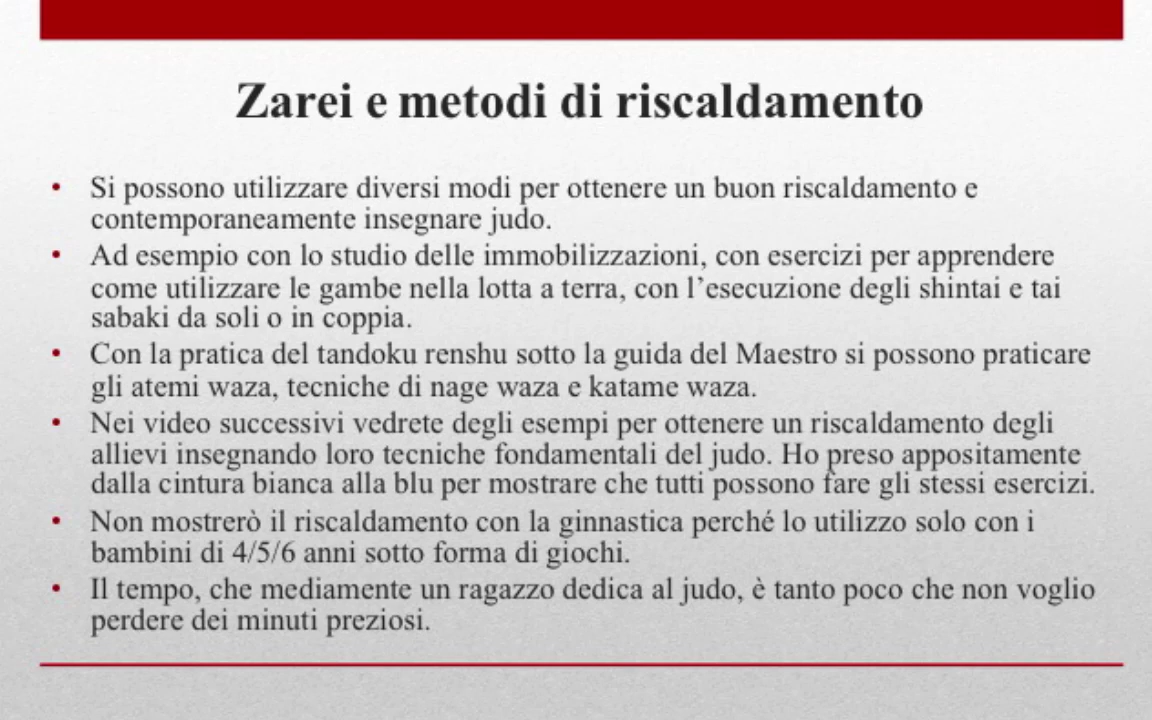 Zarei e metodi di riscaldamento
• Si possono utilizzare diversi modi per ottenere un buon riscaldamento e
contemporaneamente insegnare judo.
• Ad esempio con lo studio delle immobilizzazioni, con esercizi per apprendere
come utilizzare le gambe nella lotta a terra, con l’esecuzione degli shintai e tai
sabaki da soli o in coppia.
• Con la pratica del tandoku renshu sotto la guida del Maestro si possono praticare
gli atemi waza, tecniche di nage waza e katame waza.
• Nei video successivi vedrete degli esempi per ottenere un riscaldamento degli
allievi insegnando loro tecniche fondamentali del judo. Ho preso appositamente
dalla cintura bianca alla blu per mostrare che tutti possono fare gli stessi esercizi.
• Non mostrerò il riscaldamento con la ginnastica perché lo utilizzo solo con i
bambini di 4/5/6 anni sotto forma di giochi.
• Il tempo, che mediamente un ragazzo dedica al judo, è tanto poco che non voglio
perdere dei minuti preziosi.